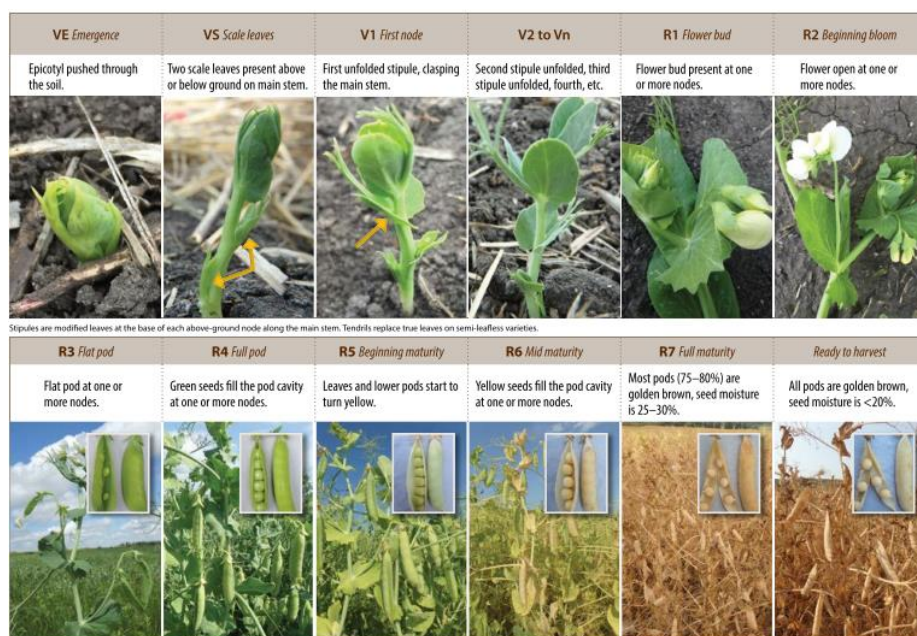 VE Emergence
VS Scale leaves
V1 First node
V2 to Vn
R1 Flower bud
R2 Beginning bloom
Epicotyl pushed through
the soil.
Two scale leaves present above
or below ground on main stem.
First unfolded stipule, clasping
the main stem.
Second stipule unfolded, third
stipule unfolded, fourth, etc.
Flower bud present at one
or more nodes.
Flower open at one or
more nodes.
Stipules are modified leaves at the base of each above-ground node along the main stem. Tendrils replace true leaves on semi-leafless varieties.
R3 Flat pod
R4 Full pod
R5 Beginning maturity
R6 Mid maturity
R7 Full maturity
Ready to harvest
Flat pod at one or
more nodes.
Green seeds fill the pod cavity
at one or more nodes.
Leaves and lower pods start to
turn yellow.
Yellow seeds fill the pod cavity
at one or more nodes.
Most pods (75–80%) are
golden brown, seed moisture
is 25–30%.
All pods are golden brown,
seed moisture is <20%.